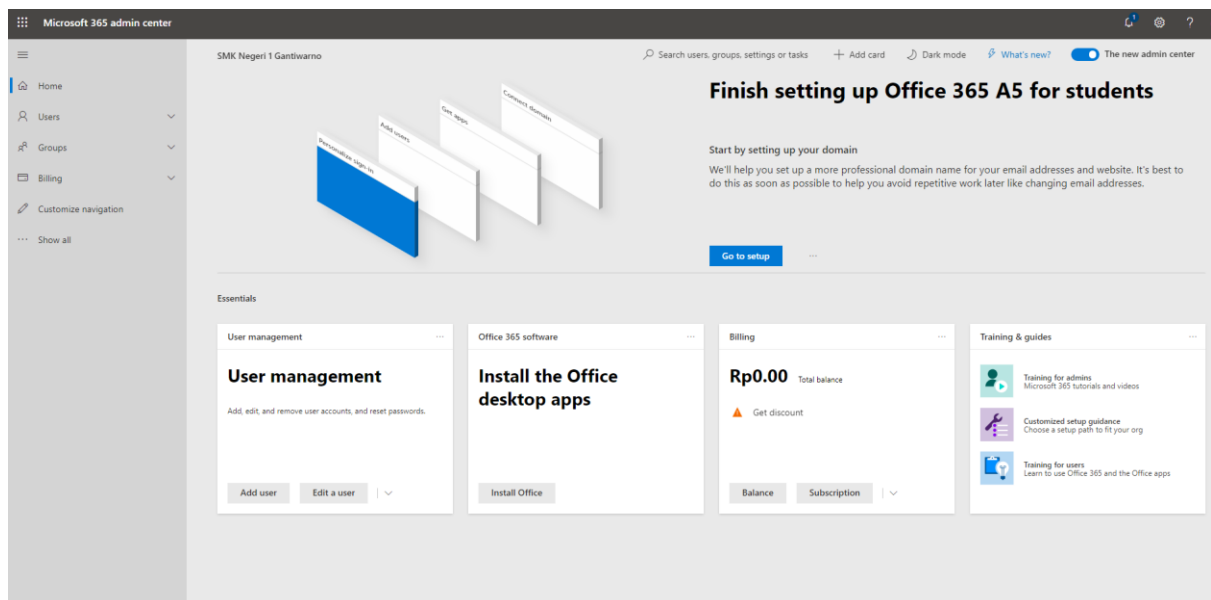 Microsoft 365 admin center
1
?
SMK Negeri 1 Gantiwarno
Search users, groups, settings or tasks
Add card
Dark mode
What's new?
The new admin center
Home
Users
Groups
Billing
Customize navigation
Show all
Personalize sign-in
Add users
Get apps
Connect domain
Finish setting up Office 365 A5 for students
Start by setting up your domain
We'll help you set up a more professional domain name for your email addresses and website. It's best to
do this as soon as possible to help you avoid repetitive work later like changing email addresses.
Go to setup
Essentials
User management
User management
Add, edit, and remove user accounts, and reset passwords.
Add user
Edit a user
Office 365 software
Install the Office
desktop apps
Install Office
Billing
Rp0.00 Total balance
Get discount
Balance
Subscription
Training & guides
Training for admins
Microsoft 365 tutorials and videos
Customized setup guidance
Choose a setup path to fit your org
Training for users
Learn to use Office 365 and the Office apps